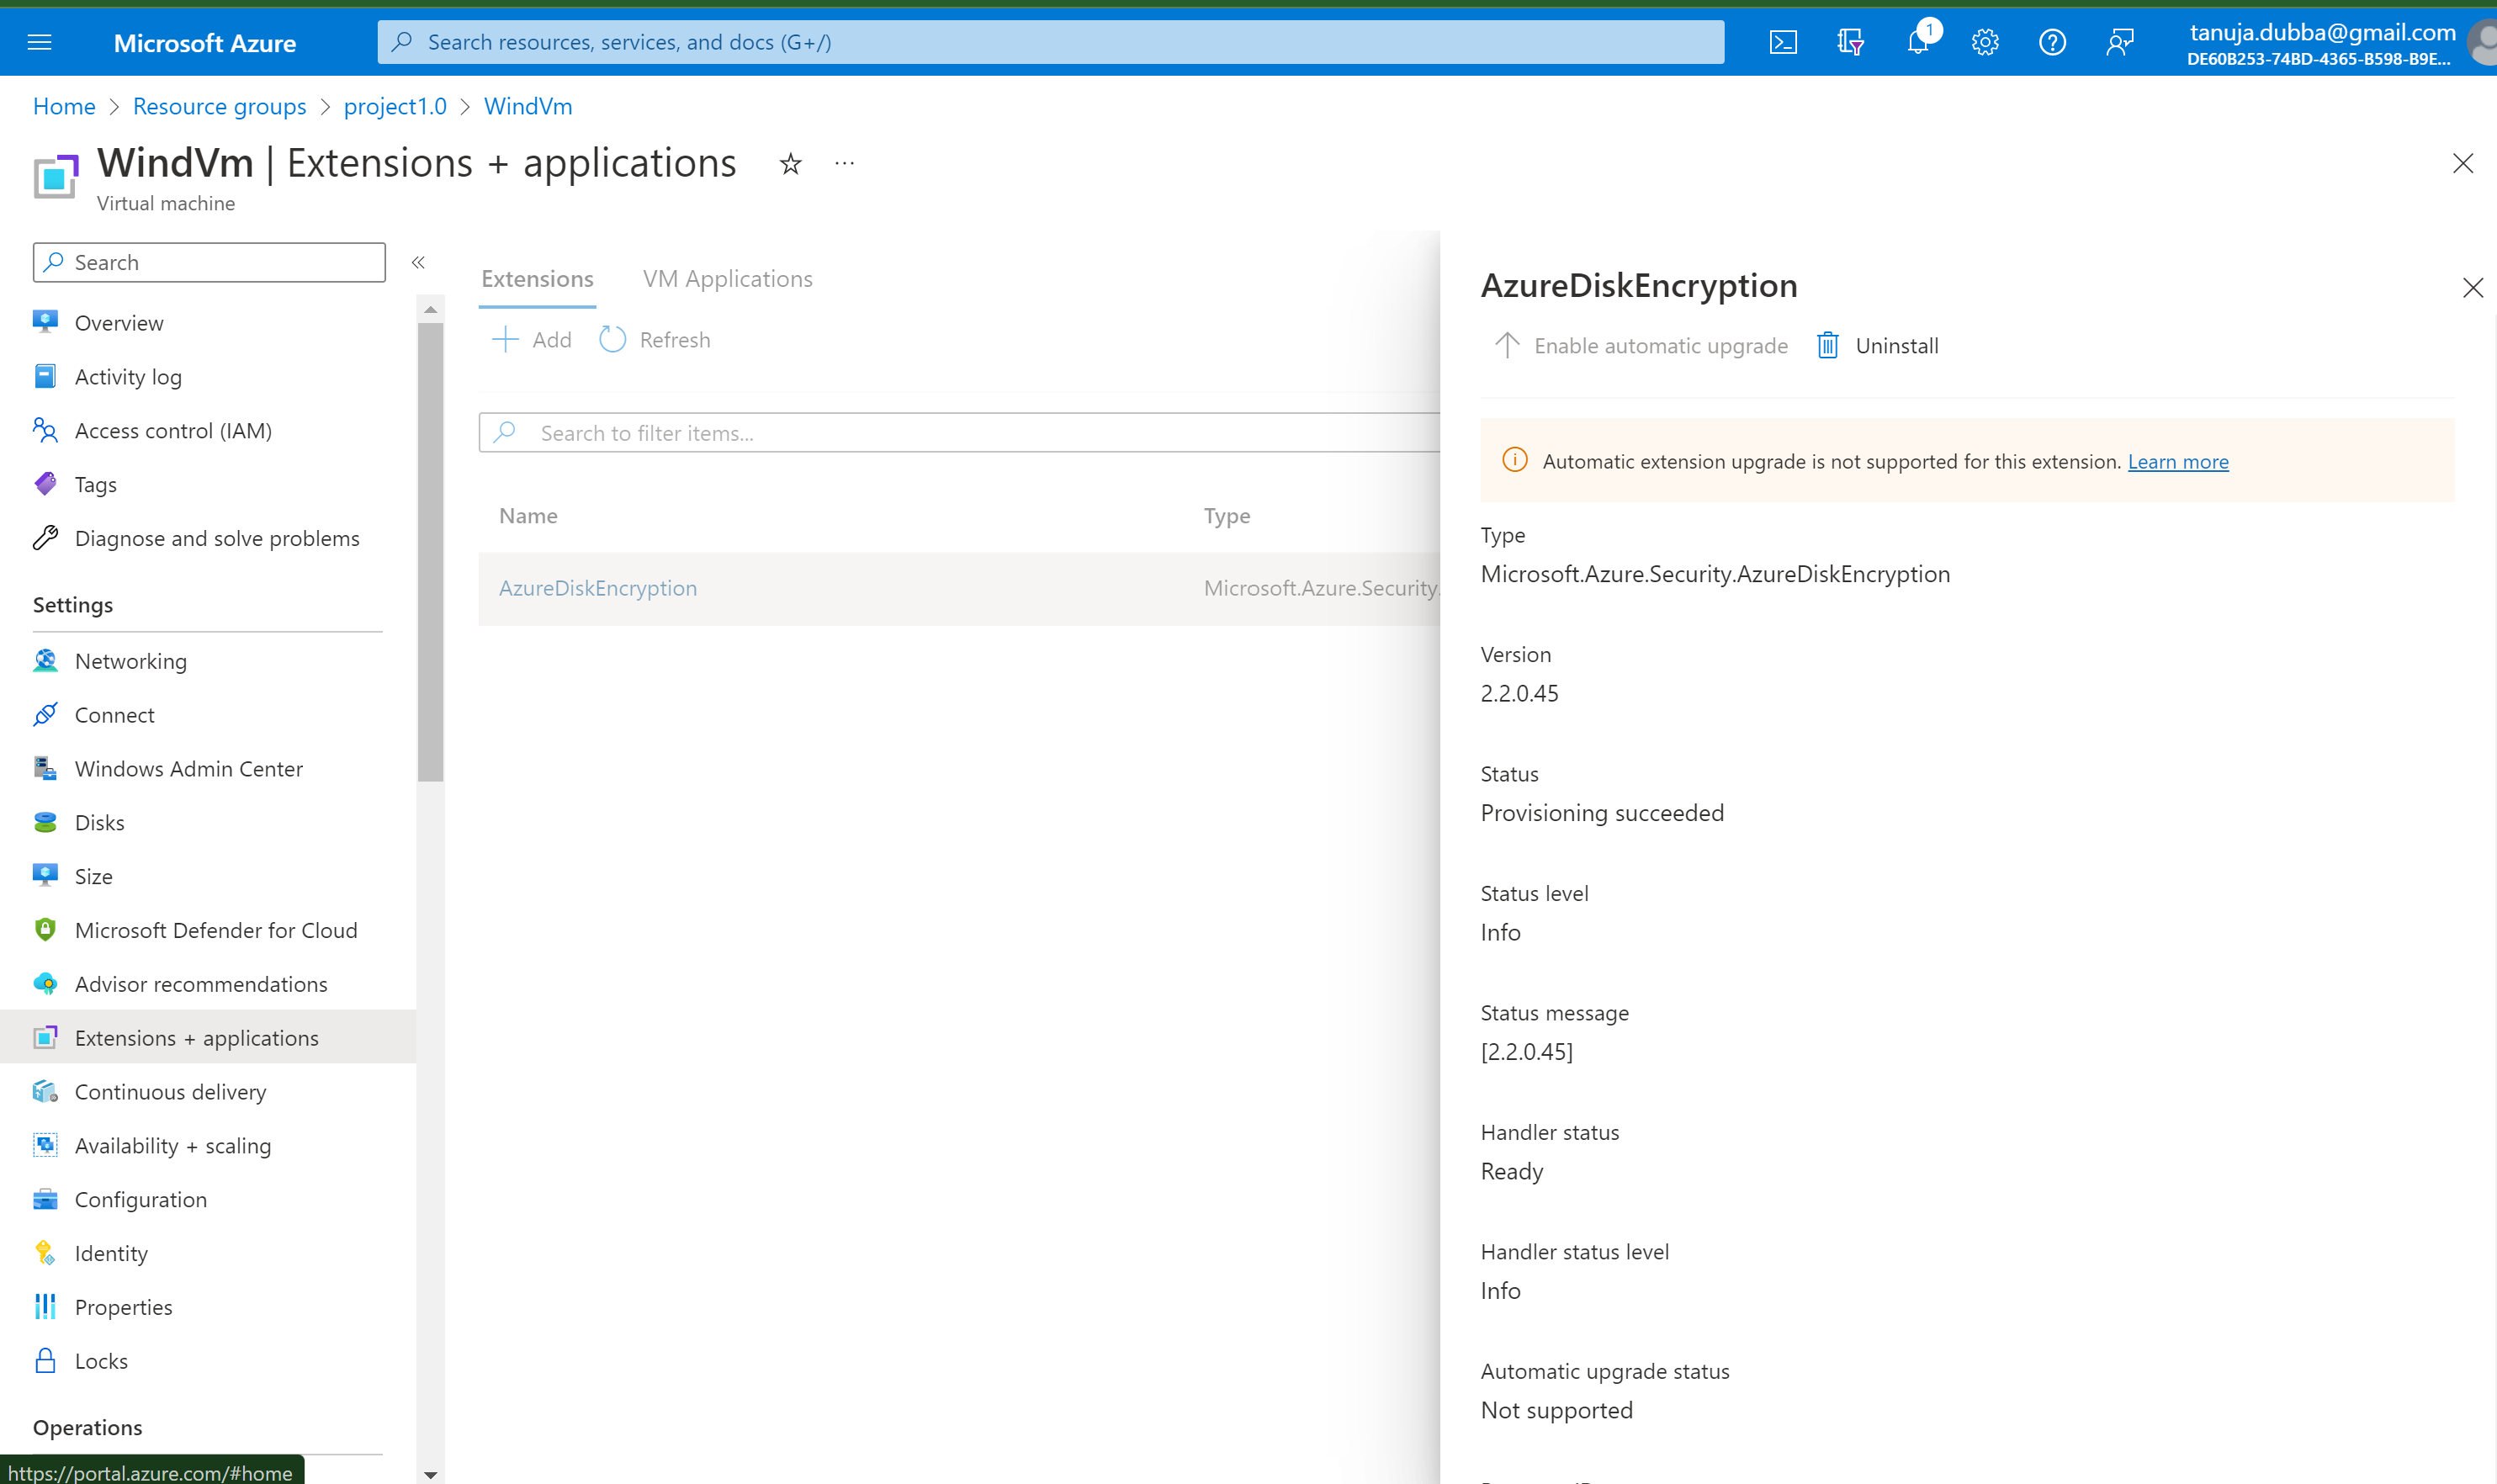 Microsoft Azure
Search resources, services, and docs (G+/)
1
tanuja.dubba@gmail.com
DE60B253-74BD-4365-B598-B9E...
Home > Resource groups > project1.0 > WindVm
WindVm | Extensions + applications
Virtual machine
Search
Overview
Activity log
Access control (IAM)
Tags
Diagnose and solve problems
Settings
Networking
Connect
Windows Admin Center
Disks
Size
Microsoft Defender for Cloud
Advisor recommendations
Extensions + applications
Continuous delivery
Availability + scaling
Configuration
Identity
Properties
Locks
Operations
https://portal.azure.com/#home
Extensions VM Applications
Add Refresh
Search to filter items...
Name Type
AzureDiskEncryption Microsoft.Azure.Security.
AzureDiskEncryption
Enable automatic upgrade Uninstall
Automatic extension upgrade is not supported for this extension. Learn more
Type
Microsoft.Azure.Security.AzureDiskEncryption
Version
2.2.0.45
Status
Provisioning succeeded
Status level
Info
Status message
[2.2.0.45]
Handler status
Ready
Handler status level
Info
Automatic upgrade status
Not supported